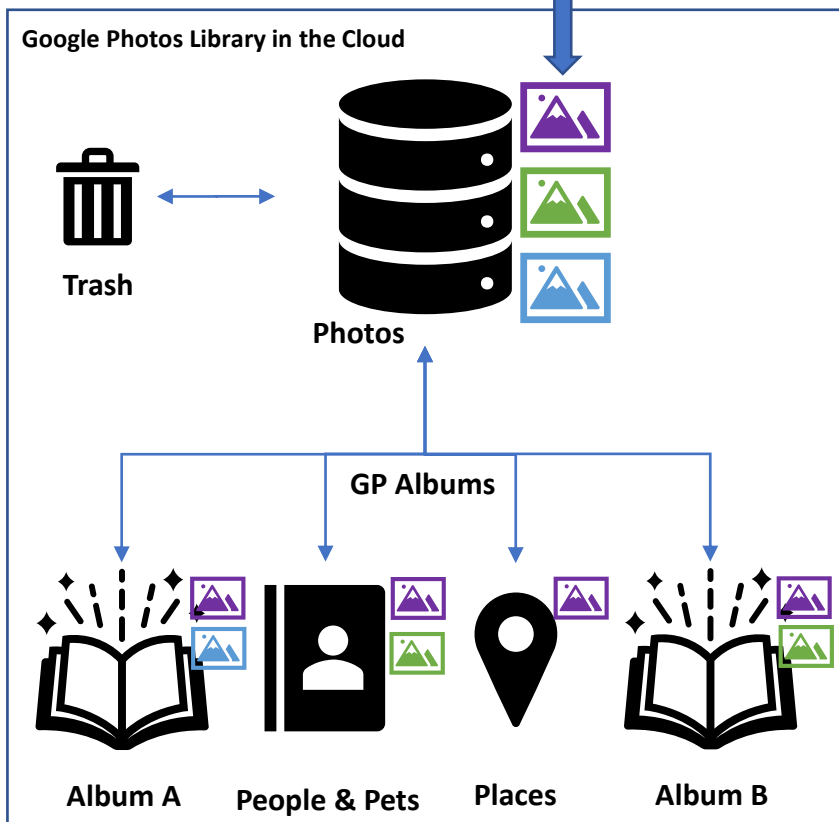 Google Photos Library in the Cloud
Trash
Photos
GP Albums
Album A
People & Pets
Places
Album B